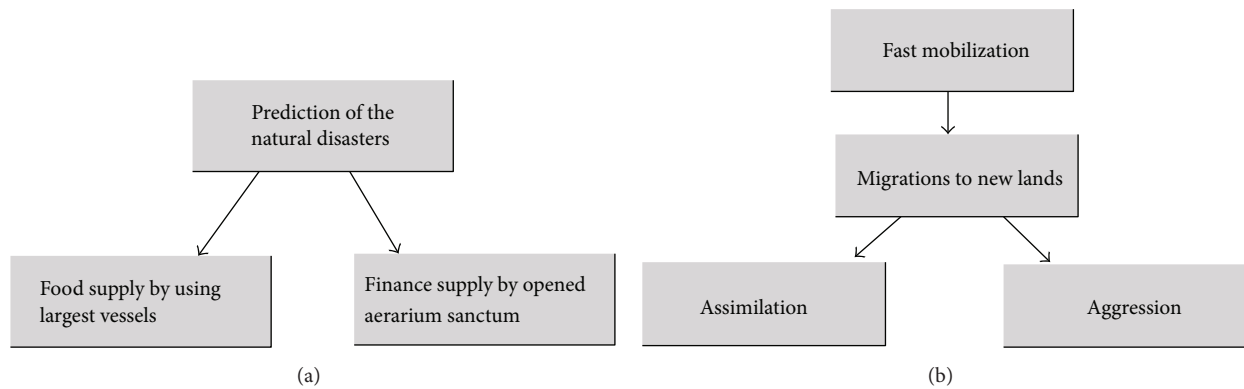 Prediction of the
natural disasters
Food supply by using
largest vessels
Finance supply by opened
aerarium sanctum
(a)
Fast mobilization
Migrations to new lands
Assimilation
Aggression
(b)